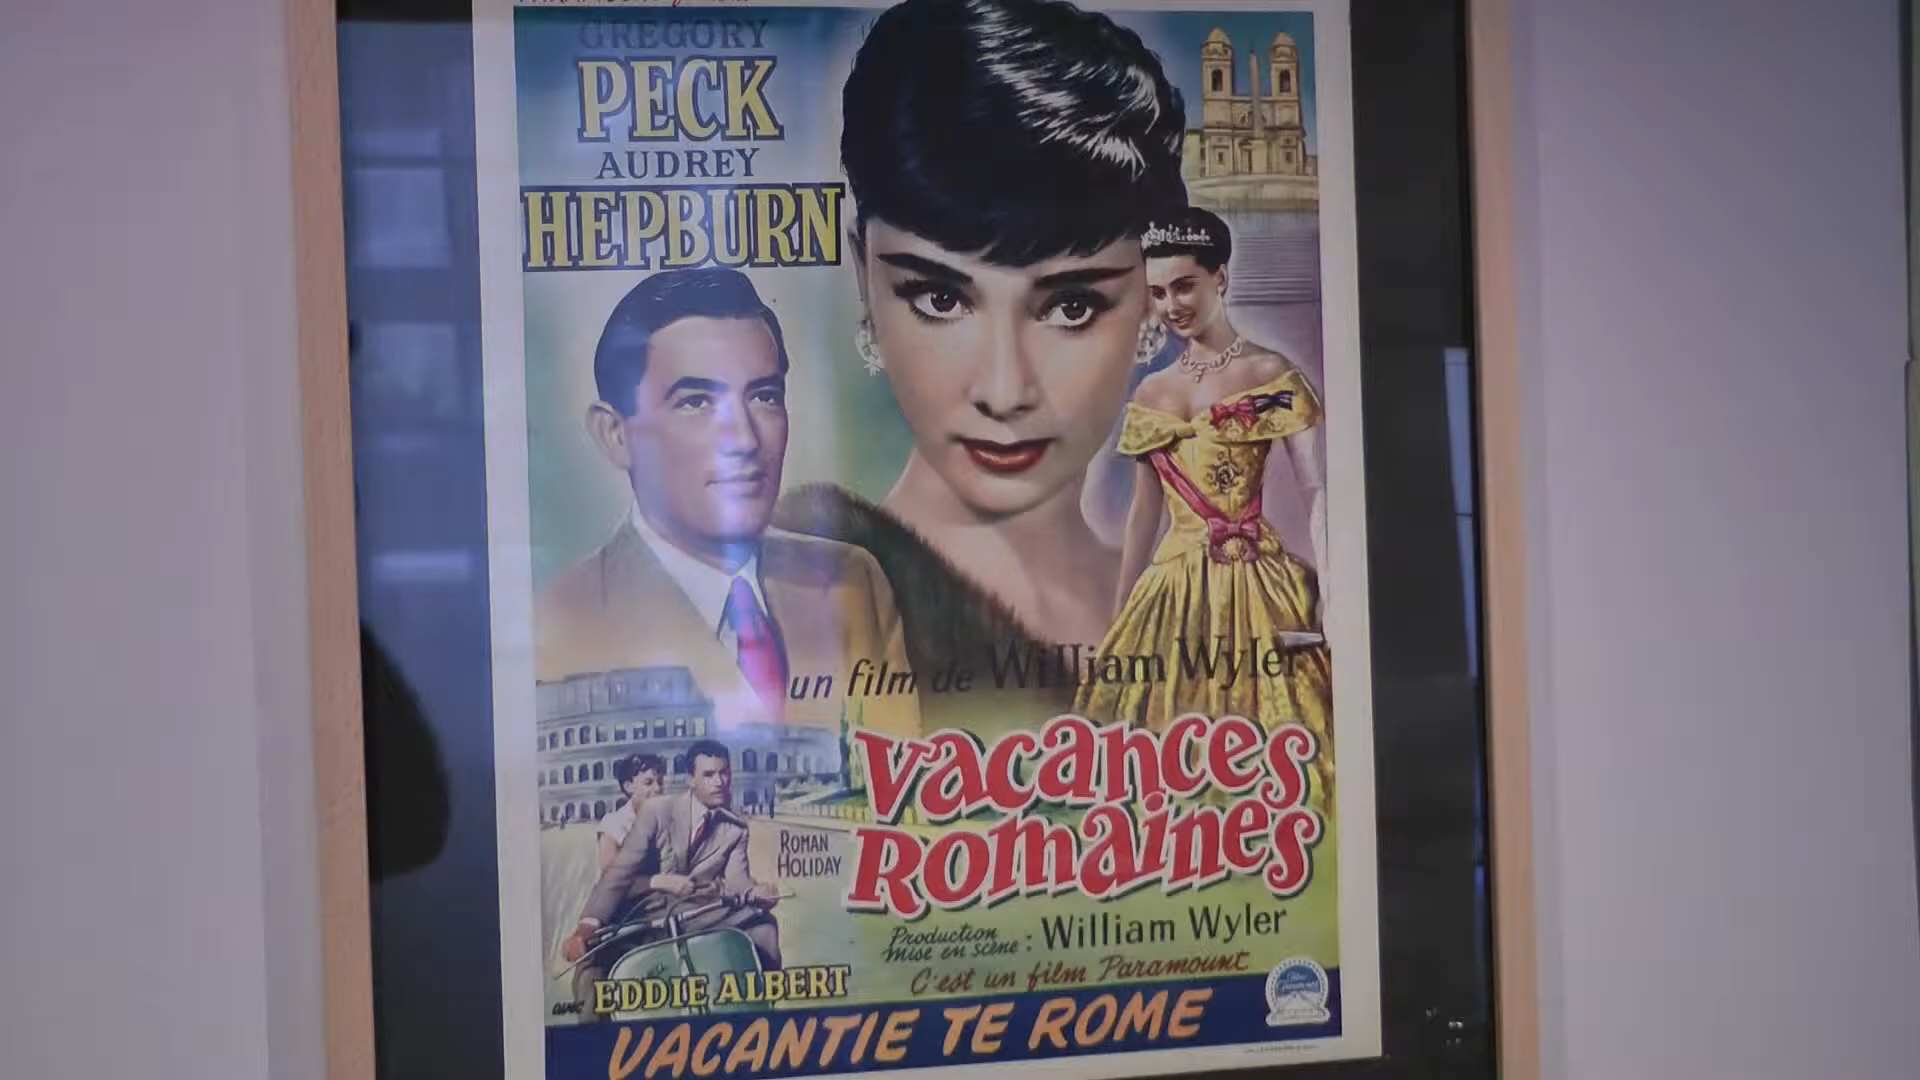 GREGORY
PECK
AUDREY
HEPBURN
un film de William Wyler
VACANCES
ROMAINES
ROMAN
HOLIDAY
Production
mise en scène : William Wyler
C'est un film Paramount
avec EDDIE ALBERT
VACANTIE TE ROME